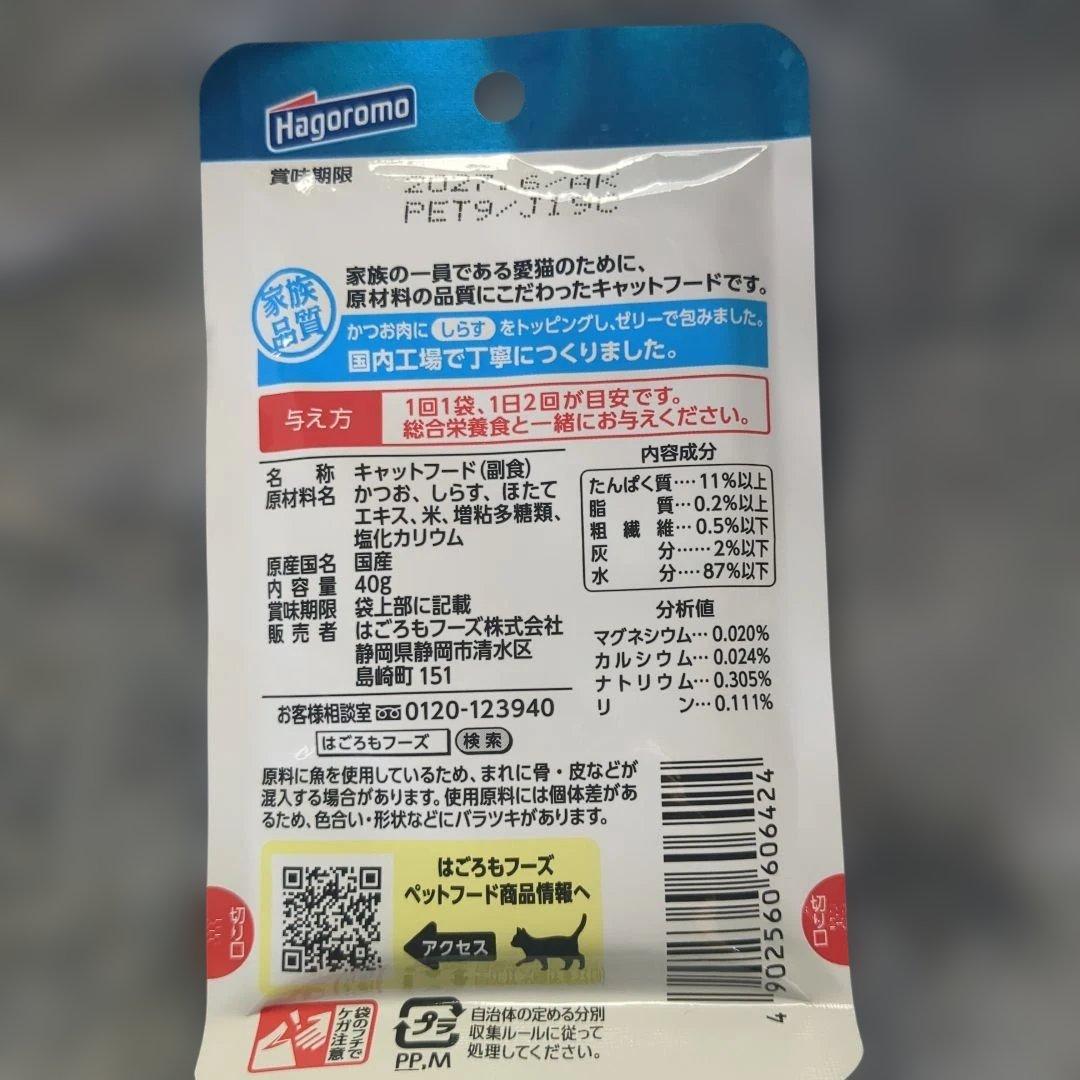 Hagoromo
賞味期限
2027.6/AK
PET9/J19C
家族
品質
家族の一員である愛猫のために、
原材料の品質にこだわったキャットフードです。
かつお肉に しらす をトッピングし、ゼリーで包みました。
国内工場で丁寧につくりました。
与え方
1回1袋、1日2回が目安です。
総合栄養食と一緒にお与えください。
名称 キャットフード(副食)
原材料名 かつお、しらす、ほたて
エキス、米、増粘多糖類、
塩化カリウム
原産国名 国産
内容量 40g
賞味期限 袋上部に記載
販売者 はごろもフーズ株式会社
静岡県静岡市清水区
島崎町 151
お客様相談室 0120-123940
はごろもフーズ 検索
内容成分
たんぱく質‥‥11%以上
脂質‥‥0.2%以上
粗繊維‥‥0.5%以下
灰分‥‥‥2%以下
水分‥‥87%以下
分析値
マグネシウム…0.020%
カルシウム…0.024%
ナトリウム…0.305%
リン…0.111%
原料に魚を使用しているため、まれに骨・皮などが
混入する場合があります。使用原料には個体差があ
るため、色合い・形状などにバラツキがあります。
はごろもフーズ
ペットフード商品情報へ
アクセス
4 902560 606424
切り口
切り口
袋のフチで
ケガ注意
プラ
PP,M
自治体の定める分別
収集ルールに従って
処理してください。